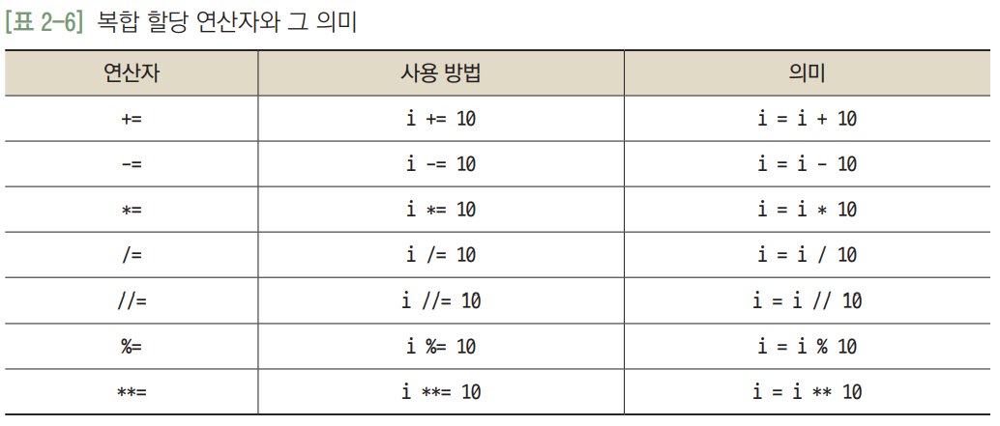 [표 2-6] 복합 할당 연산자와 그 의미
연산자 사용 방법 의미
+= i += 10 i = i + 10
-= i -= 10 i = i - 10
*= i *= 10 i = i * 10
/= i /= 10 i = i / 10
//= i //= 10 i = i // 10
%= i %= 10 i = i % 10
**= i **= 10 i = i ** 10